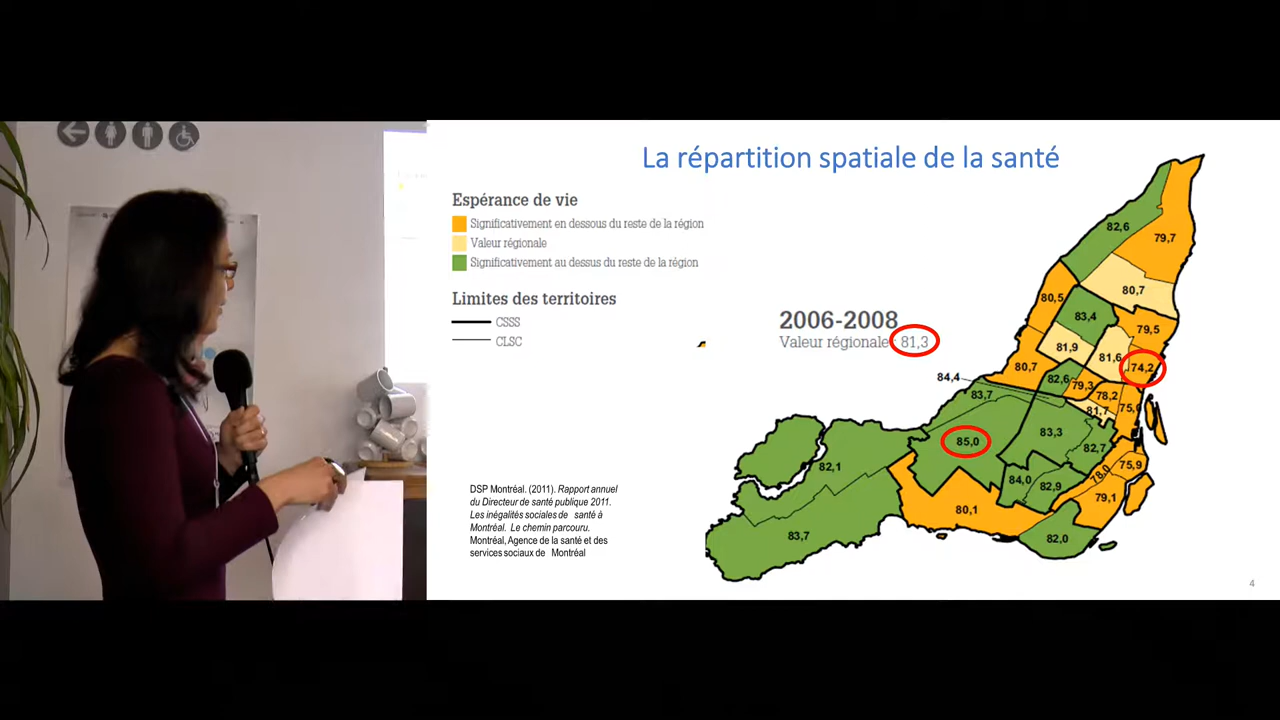 La répartition spatiale de la santé
Espérance de vie
Significativement en dessous du reste de la région
Valeur régionale
Significativement au dessus du reste de la région
Limites des territoires
CSSS
CLSC
2006-2008
Valeur régionale 81,3
82,6
79,7
80,7
80,5
83,4
79,5
81,9
81,6
74,2
80,7
84,4
82,6
79,3
83,7
78,2
81,7
83,3
85,0
82,7
82,1
75,9
78,0
84,0
82,9
79,1
80,1
83,7
82,0
DSP Montréal. (2011). Rapport annuel
du Directeur de santé publique 2011.
Les inégalités sociales de santé à
Montréal. Le chemin parcouru.
Montréal, Agence de la santé et des
services sociaux de Montréal
4